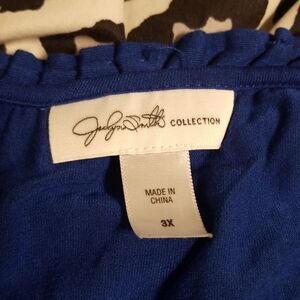 Jaclyn Smith COLLECTION
MADE IN
CHINA
3X